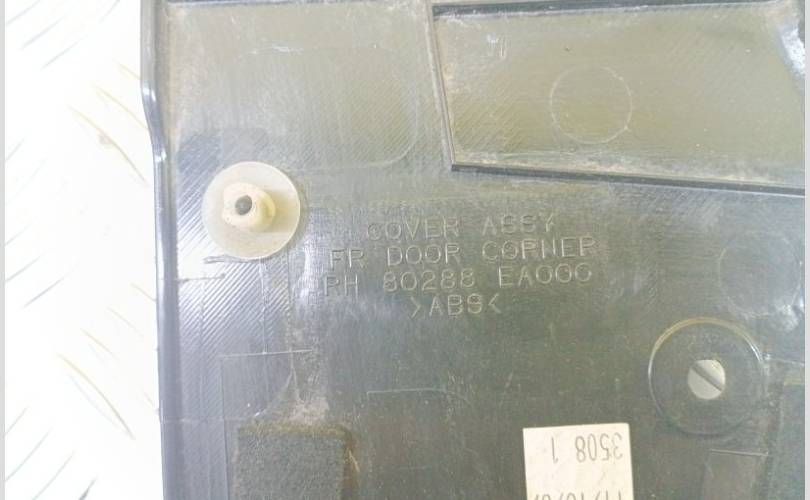 COVER ASSY
FR DOOR CORNER
RH 80288 EA000
>ABS<
3508 1